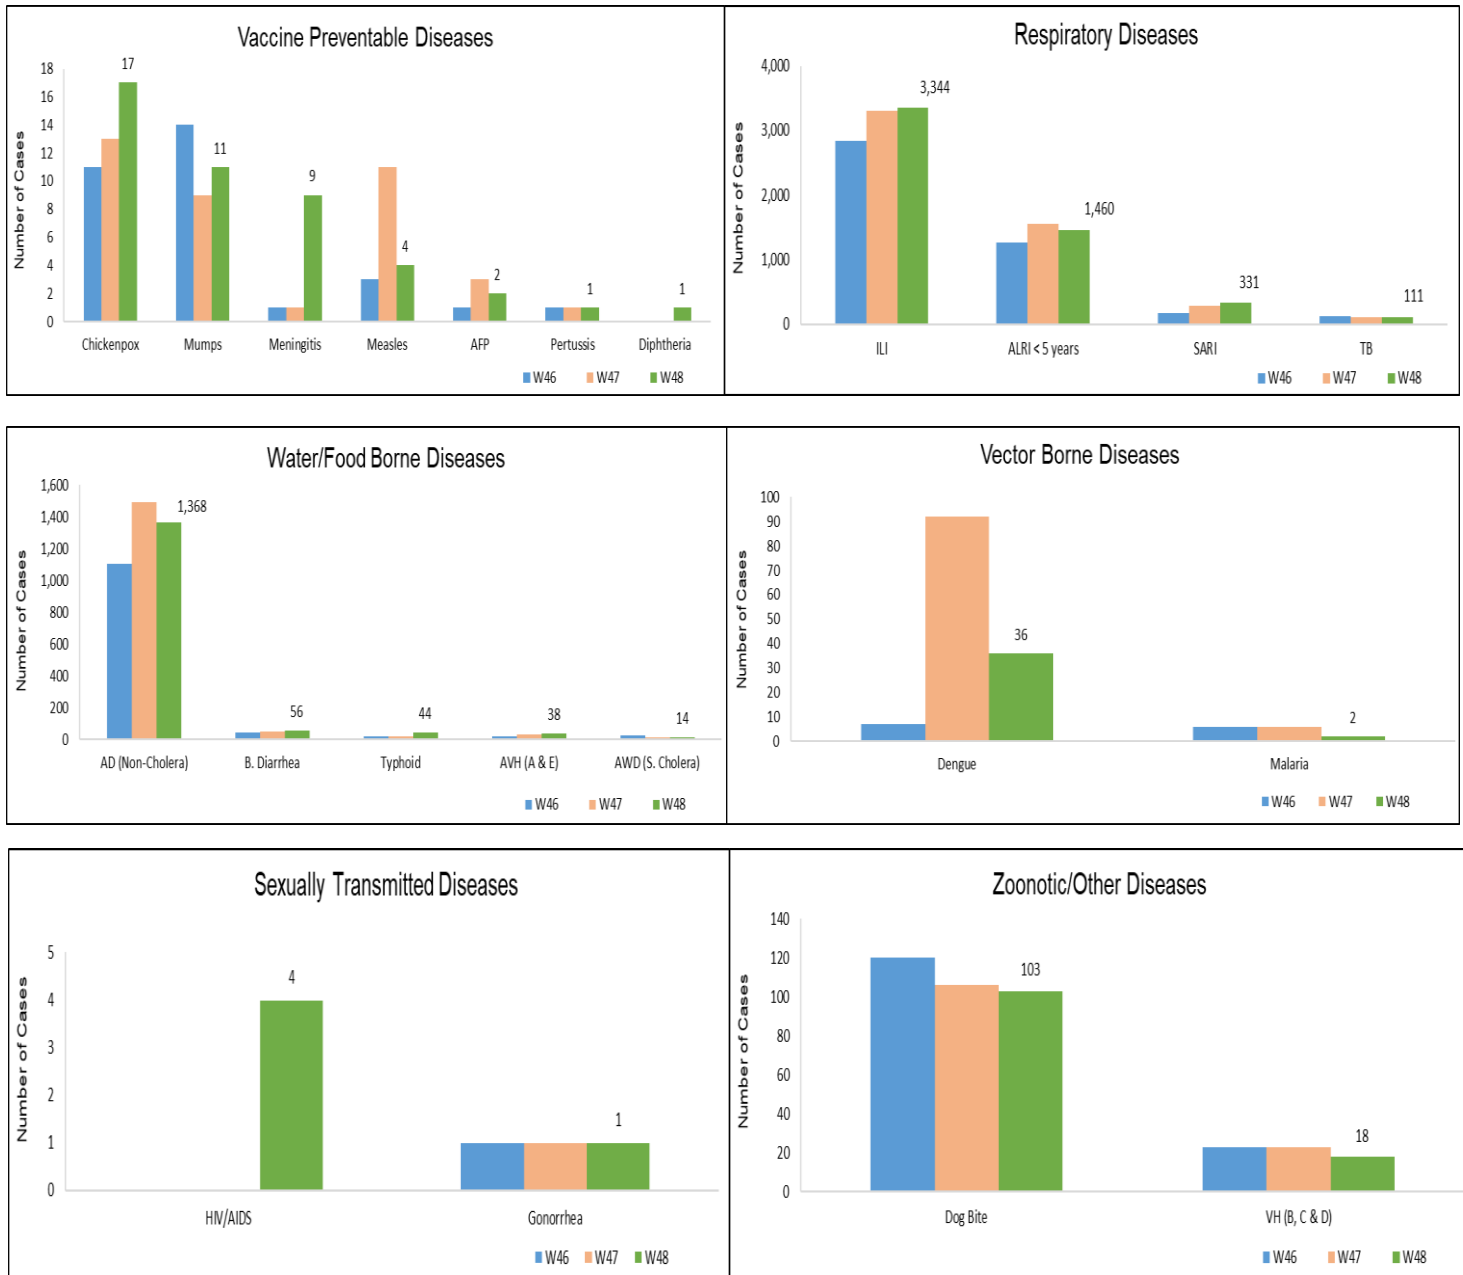 Vaccine Preventable Diseases
Number of Cases
18
16
14
12
10
8
6
4
2
0
17
11
9
4
2
1
1
Chickenpox Mumps Meningitis Measles AFP Pertussis Diphtheria
W46 W47 W48
Respiratory Diseases
Number of Cases
4,000
3,000
2,000
1,000
0
3,344
1,460
331
111
ILI ALRI < 5 years SARI TB
W46 W47 W48
Water/Food Borne Diseases
Number of Cases
1,600
1,400
1,200
1,000
800
600
400
200
0
1,368
56
44
38
14
AD (Non-Cholera) B. Diarrhea Typhoid AVH (A & E) AWD (S. Cholera)
W46 W47 W48
Vector Borne Diseases
Number of Cases
100
90
80
70
60
50
40
30
20
10
0
36
2
Dengue Malaria
W46 W47 W48
Sexually Transmitted Diseases
Number of Cases
5
4
3
2
1
0
4
1
HIV/AIDS Gonorrhea
W46 W47 W48
Zoonotic/Other Diseases
Number of Cases
140
120
100
80
60
40
20
0
103
18
Dog Bite VH (B, C & D)
W46 W47 W48